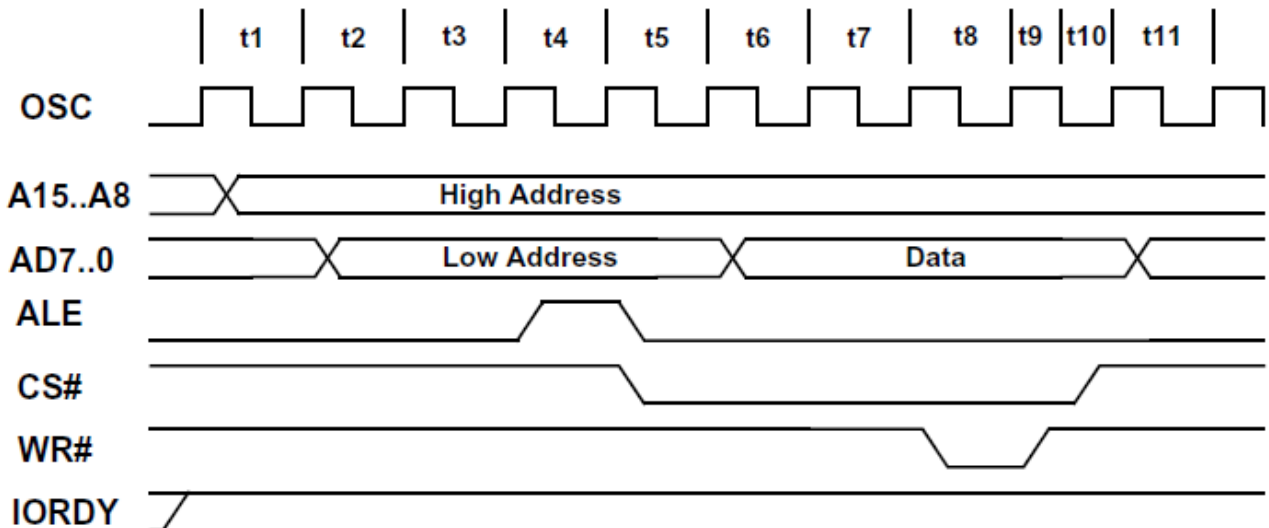 t1 t2 t3 t4 t5 t6 t7 t8 t9 t10 t11
OSC
A15..A8 High Address
AD7..0 Low Address Data
ALE
CS#
WR#
IORDY